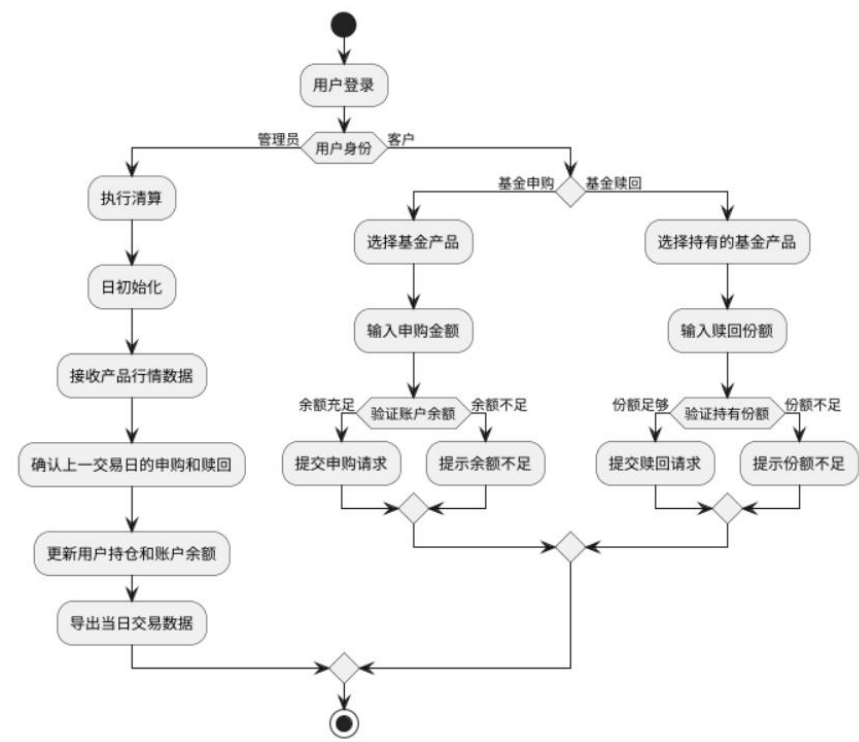 用户登录
管理员
用户身份
客户
执行清算
日初始化
接收产品行情数据
确认上一交易日的申购和赎回
更新用户持仓和账户余额
导出当日交易数据
基金申购
基金赎回
选择基金产品
输入申购金额
余额充足
验证账户余额
余额不足
提交申购请求
提示余额不足
选择持有的基金产品
输入赎回份额
份额足够
验证持有份额
份额不足
提交赎回请求
提示份额不足